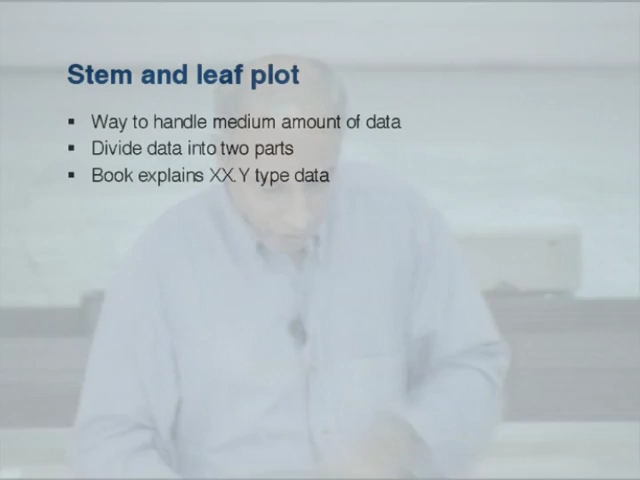 Stem and leaf plot
▪ Way to handle medium amount of data
▪ Divide data into two parts
▪ Book explains XX.Y type data